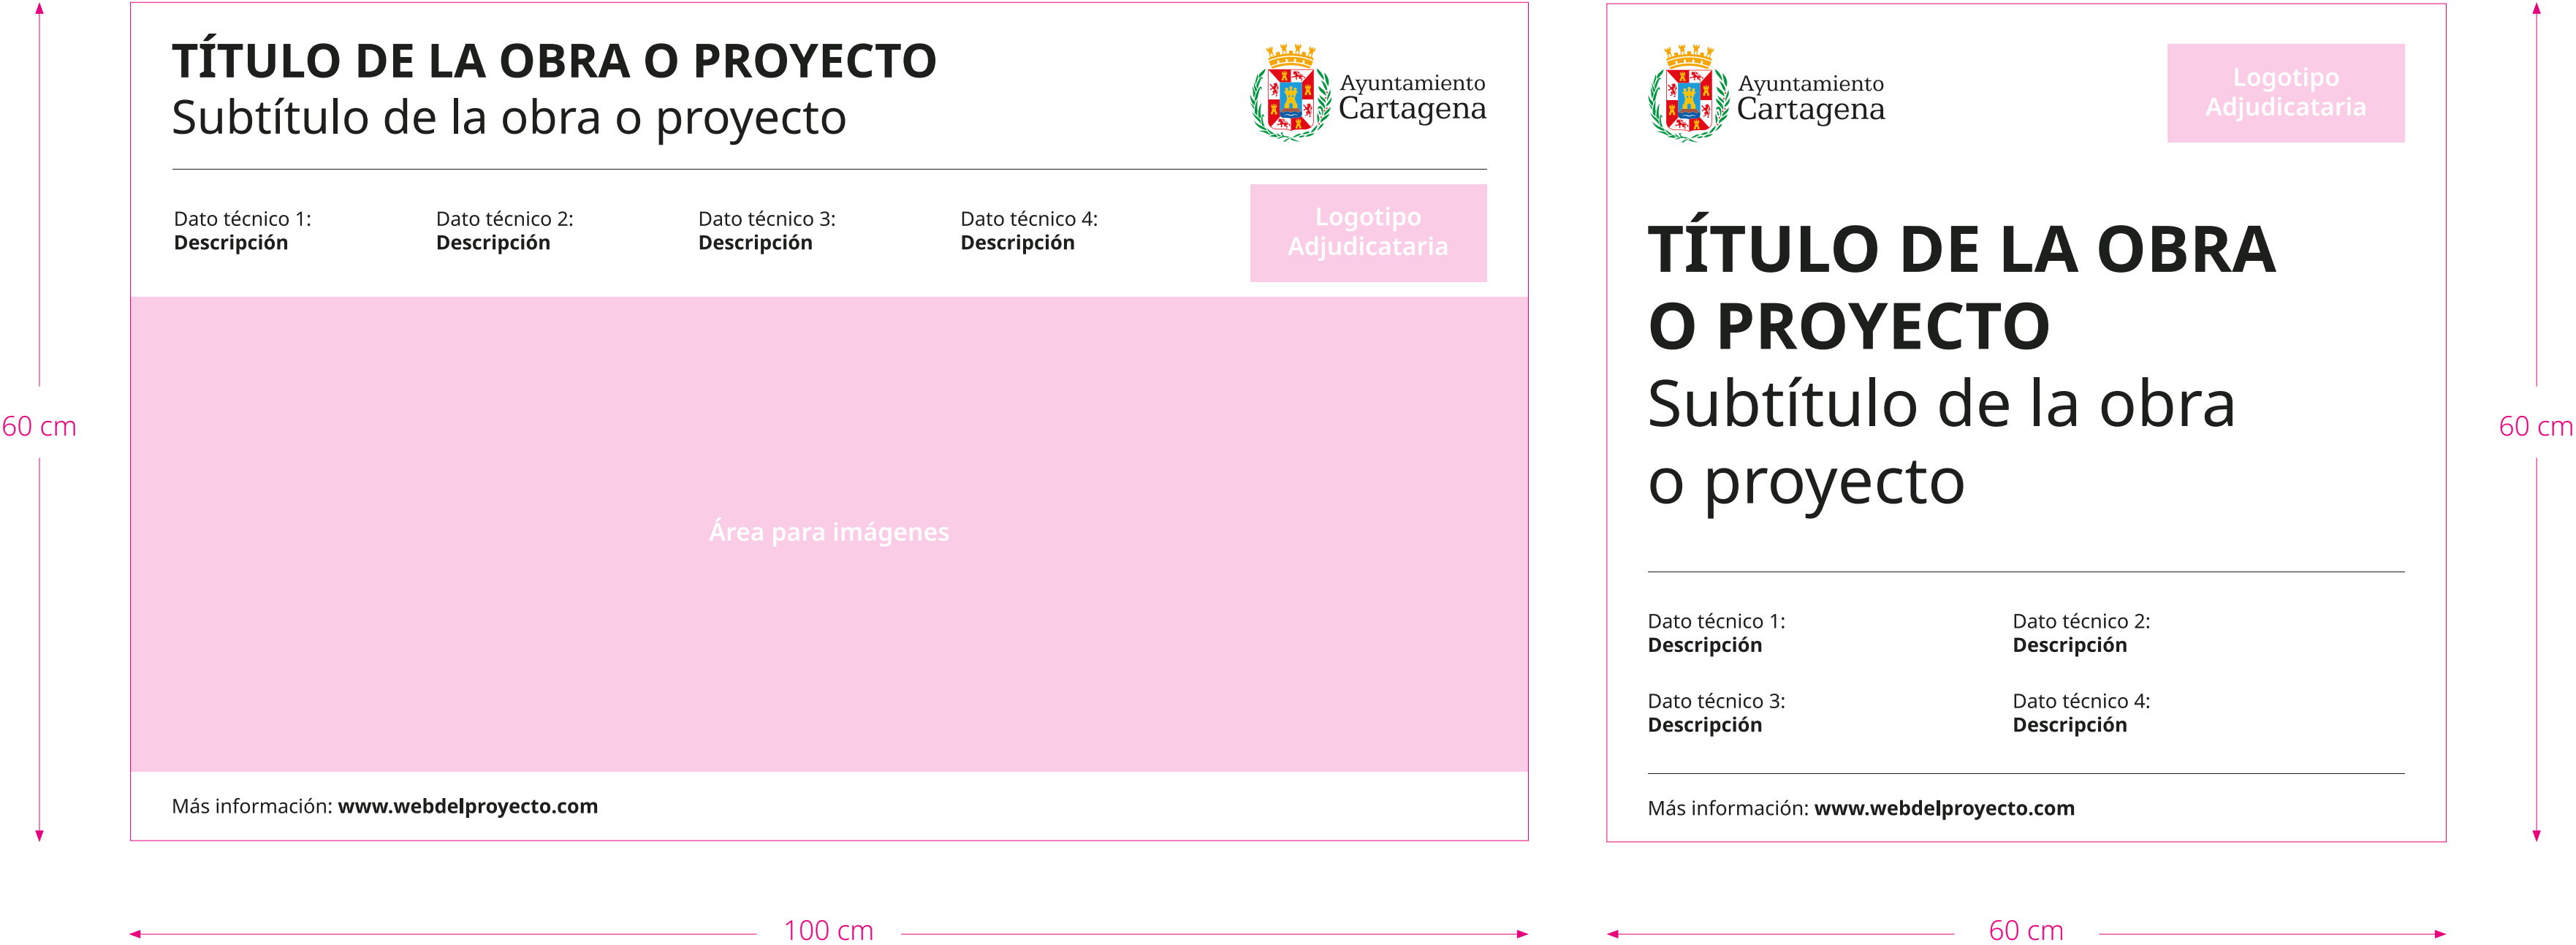 60 cm
TÍTULO DE LA OBRA O PROYECTO
Subtítulo de la obra o proyecto
Ayuntamiento
Cartagena
Dato técnico 1:
Descripción
Dato técnico 2:
Descripción
Dato técnico 3:
Descripción
Dato técnico 4:
Descripción
Logotipo
Adjudicataria
Área para imágenes
Más información: www.webdelproyecto.com
100 cm
Ayuntamiento
Cartagena
Logotipo
Adjudicataria
TÍTULO DE LA OBRA
O PROYECTO
Subtítulo de la obra
o proyecto
Dato técnico 1:
Descripción
Dato técnico 2:
Descripción
Dato técnico 3:
Descripción
Dato técnico 4:
Descripción
Más información: www.webdelproyecto.com
60 cm
60 cm